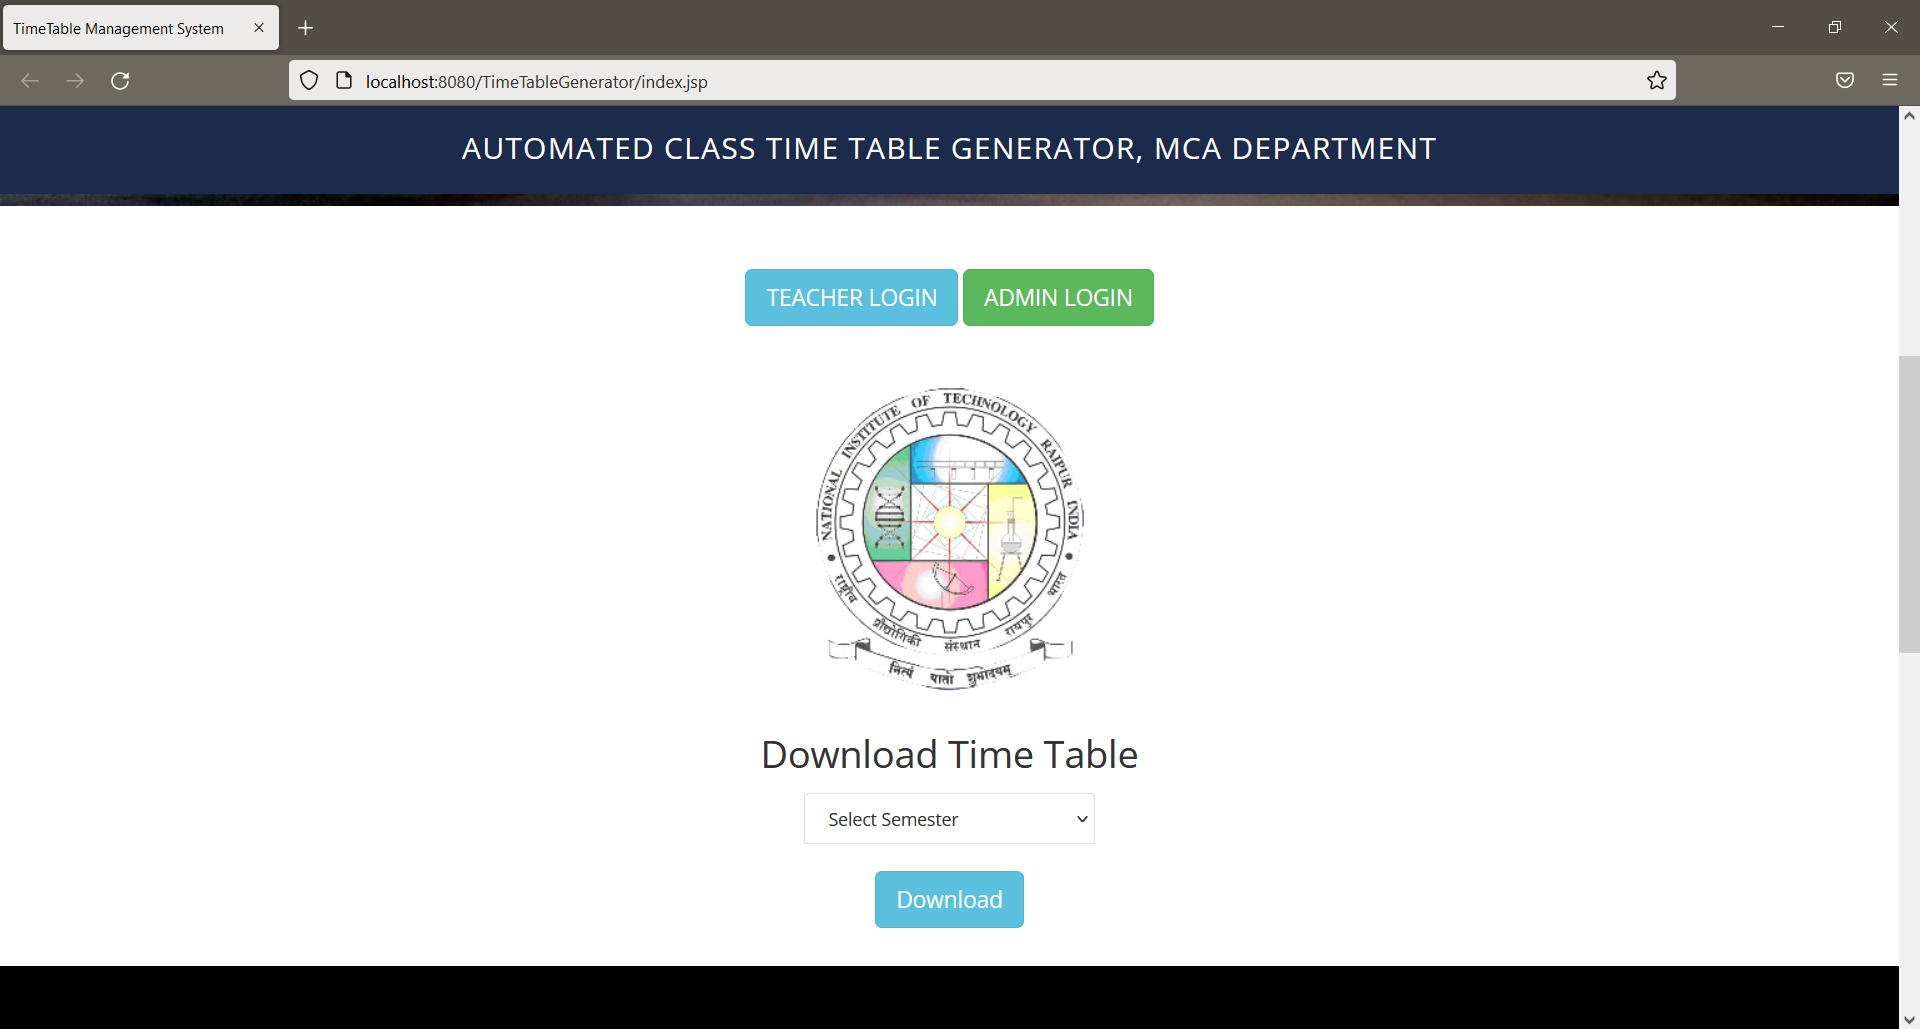 TimeTable Management System
localhost:8080/TimeTableGenerator/index.jsp
AUTOMATED CLASS TIME TABLE GENERATOR, MCA DEPARTMENT
TEACHER LOGIN ADMIN LOGIN
NATIONAL INSTITUTE OF TECHNOLOGY RAIPUR INDIA
राष्ट्रीय प्रौद्योगिकी संस्थान रायपुर भारत
नित्यं यातो शुभोदयम्
Download Time Table
Select Semester
Download